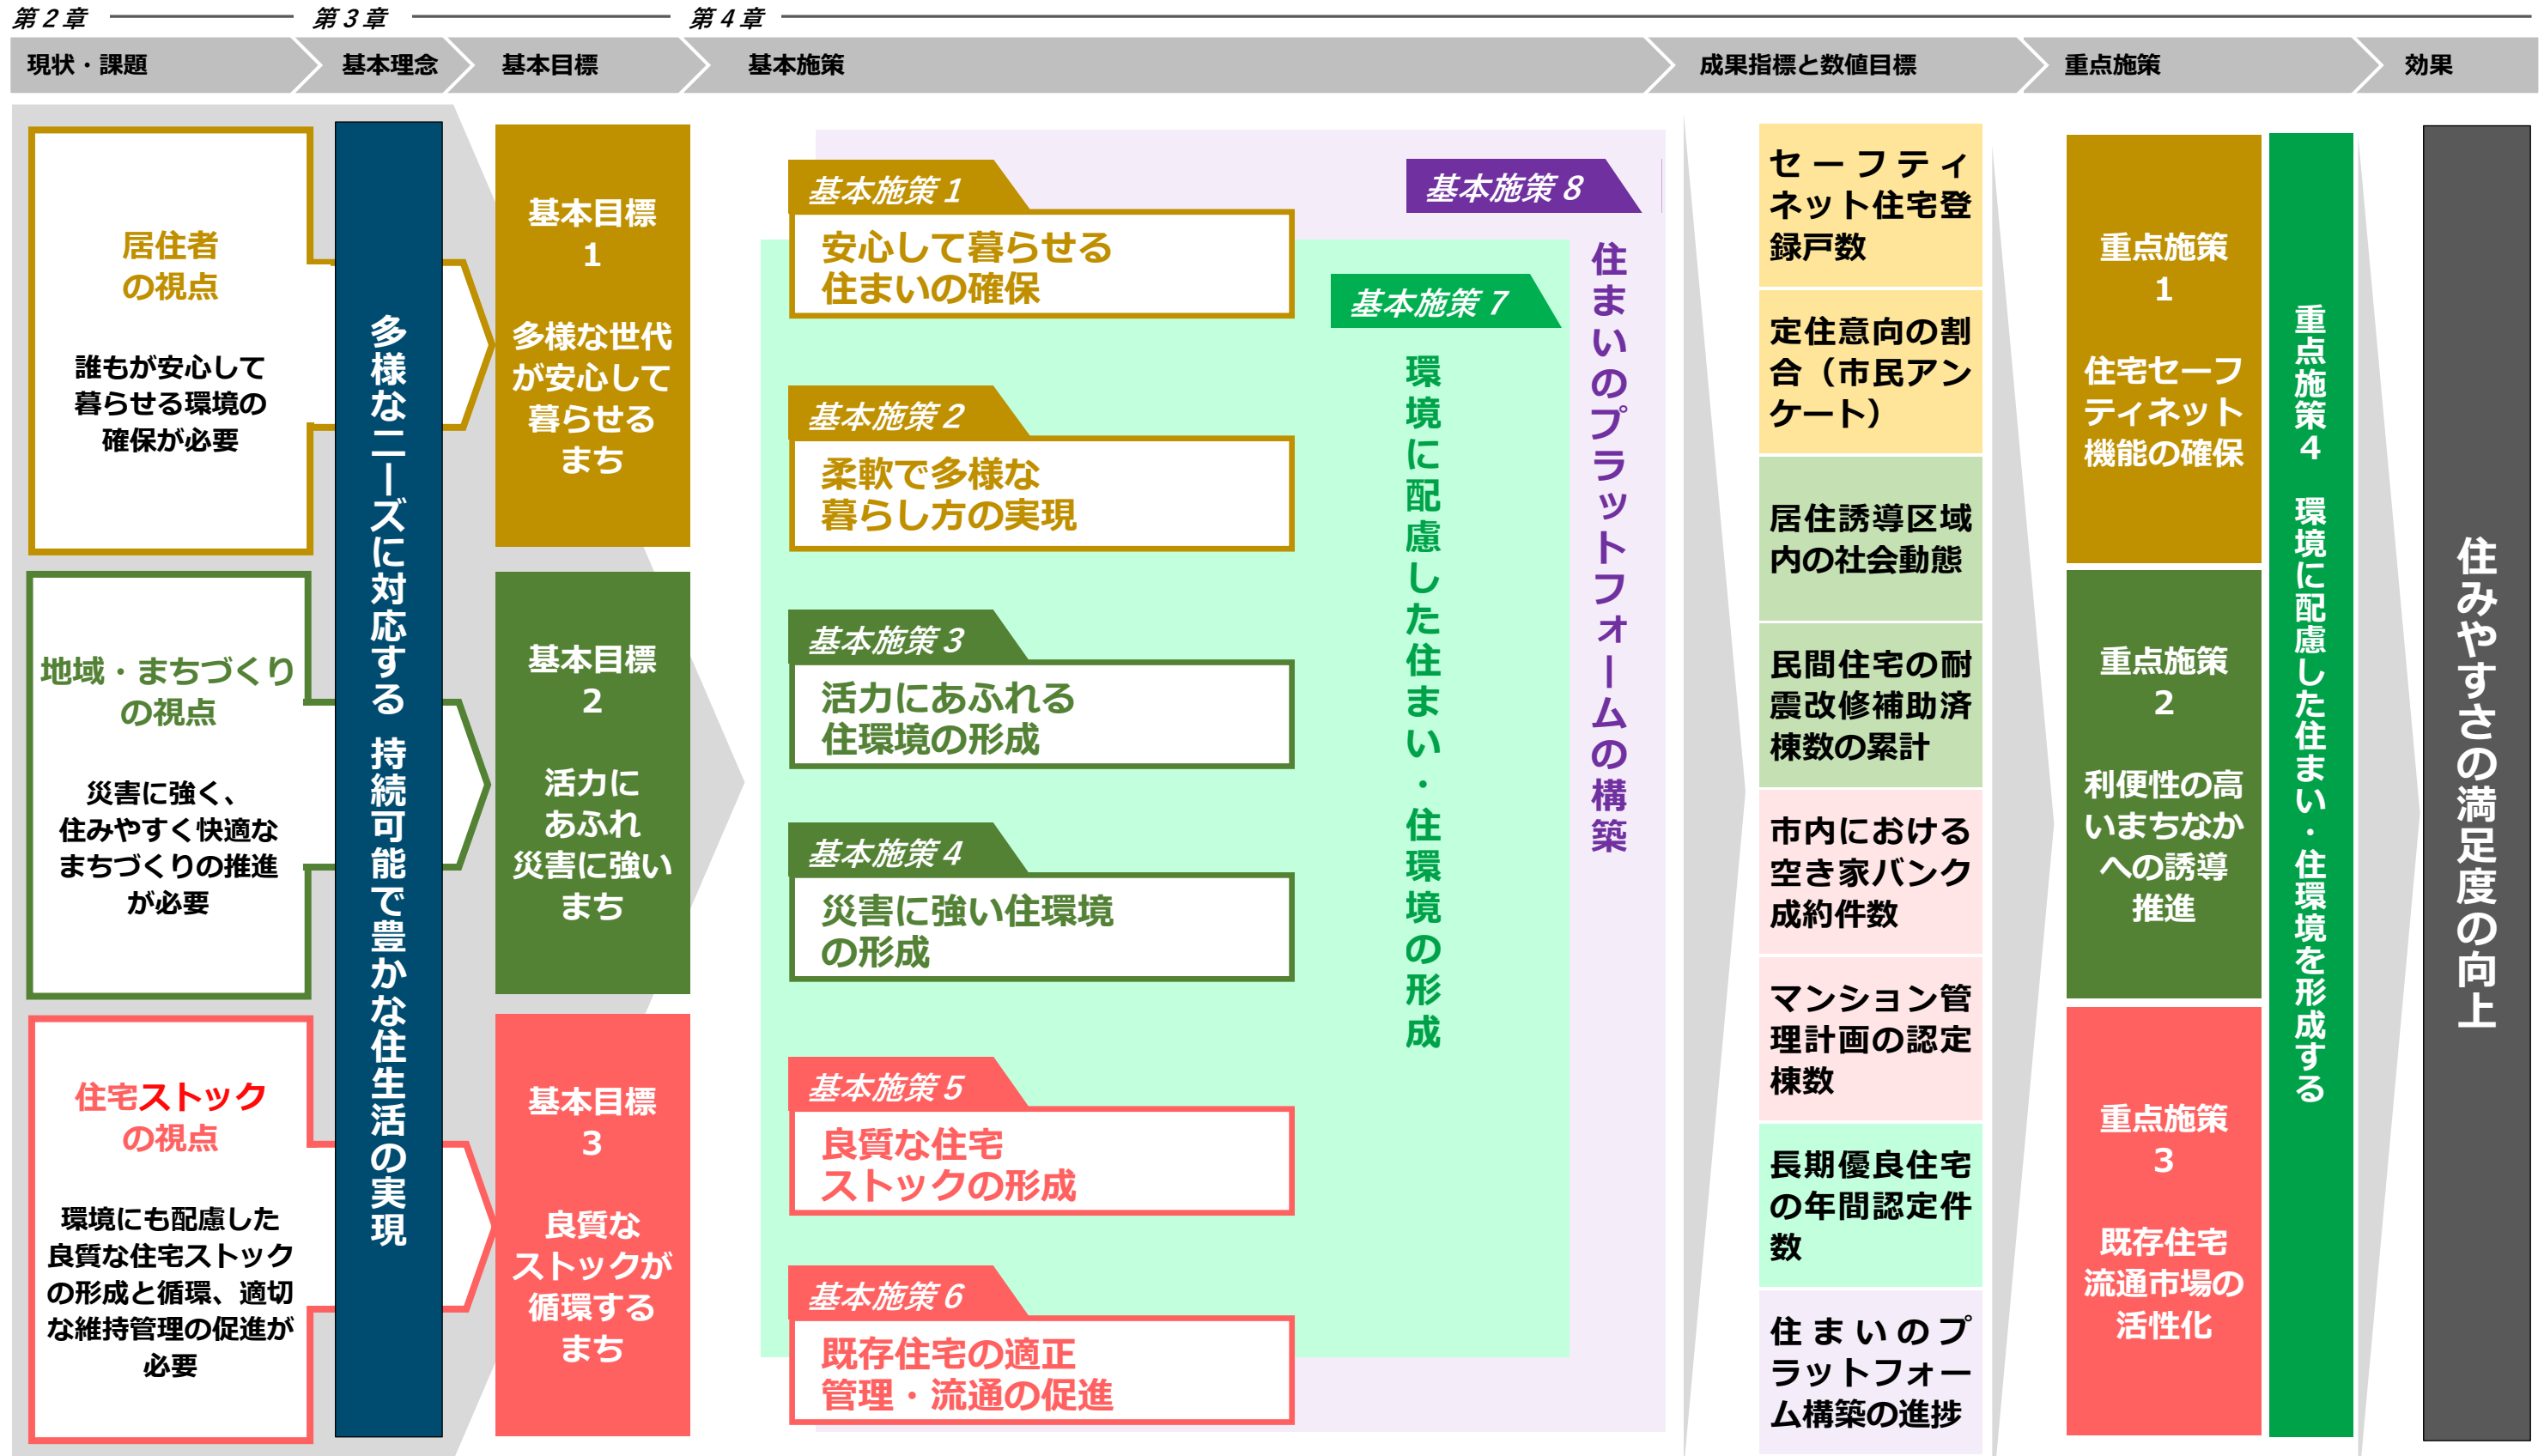 第２章
第３章
第４章
現状・課題
基本理念
基本目標
基本施策
成果指標と数値目標
重点施策
効果
居住者
の視点
誰もが安心して
暮らせる環境の
確保が必要
地域・まちづくり
の視点
災害に強く、
住みやすく快適な
まちづくりの推進
が必要
住宅ストック
の視点
環境にも配慮した
良質な住宅ストック
の形成と循環、適切
な維持管理の促進が
必要
多様なニーズに対応する 持続可能で豊かな住生活の実現
基本目標
1
多様な世代
が安心して
暮らせる
まち
基本目標
2
活力に
あふれ
災害に強い
まち
基本目標
3
良質な
ストックが
循環する
まち
基本施策１
安心して暮らせる
住まいの確保
基本施策２
柔軟で多様な
暮らし方の実現
基本施策３
活力にあふれる
住環境の形成
基本施策４
災害に強い住環境
の形成
基本施策５
良質な住宅
ストックの形成
基本施策６
既存住宅の適正
管理・流通の促進
基本施策７
環境に配慮した住まい・住環境の形成
基本施策８
住まいのプラットフォームの構築
セーフティ
ネット住宅登
録戸数
定住意向の割
合（市民アン
ケート）
居住誘導区域
内の社会動態
民間住宅の耐
震改修補助済
棟数の累計
市内における
空き家バンク
成約件数
マンション管
理計画の認定
棟数
長期優良住宅
の年間認定件
数
住まいのプ
ラットフォー
ム構築の進捗
重点施策
1
住宅セーフ
ティネット
機能の確保
重点施策
2
利便性の高
いまちなか
への誘導
推進
重点施策
3
既存住宅
流通市場の
活性化
重点施策４ 環境に配慮した住まい・住環境を形成する
住みやすさの満足度の向上